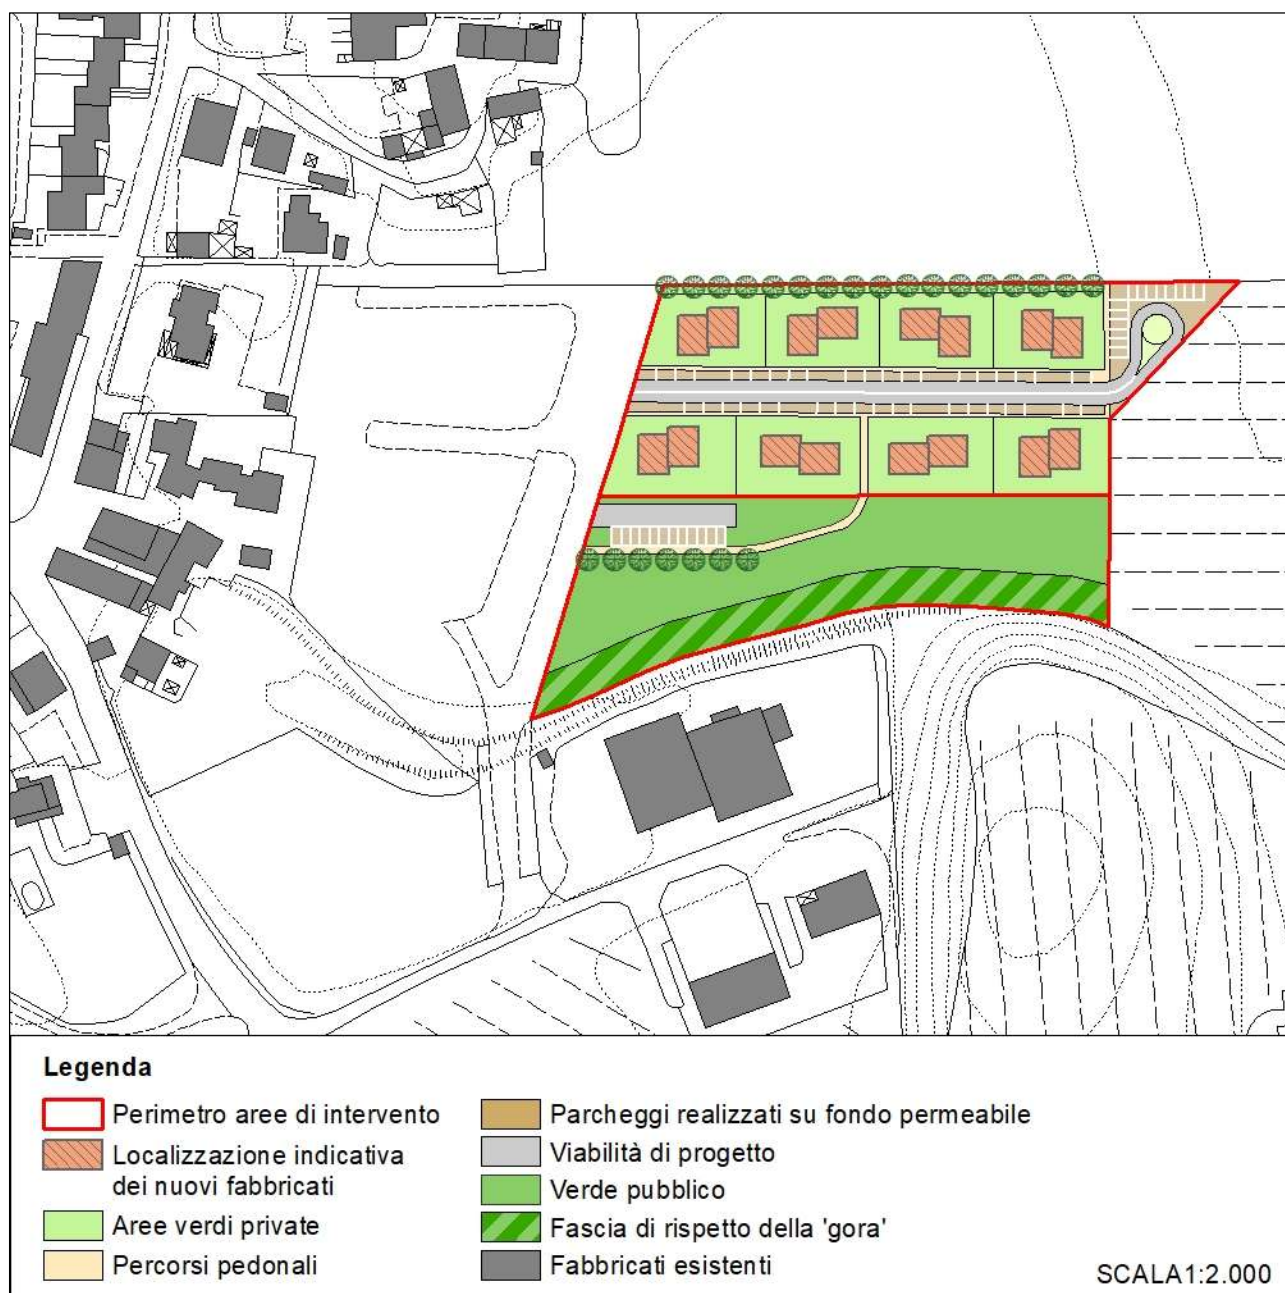 Legenda
Perimetro aree di intervento
Localizzazione indicativa
dei nuovi fabbricati
Aree verdi private
Percorsi pedonali
Parcheggi realizzati su fondo permeabile
Viabilità di progetto
Verde pubblico
Fascia di rispetto della 'gora'
Fabbricati esistenti
SCALA1:2.000